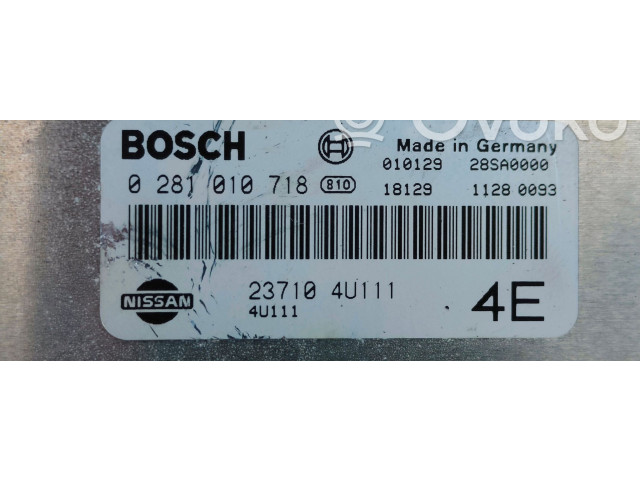 Ovoko
BOSCH Made in Germany
010129 28SA0000
0 281 010 718 810 18129 1128 0093
NISSAN 23710 4U111 4E
4U111